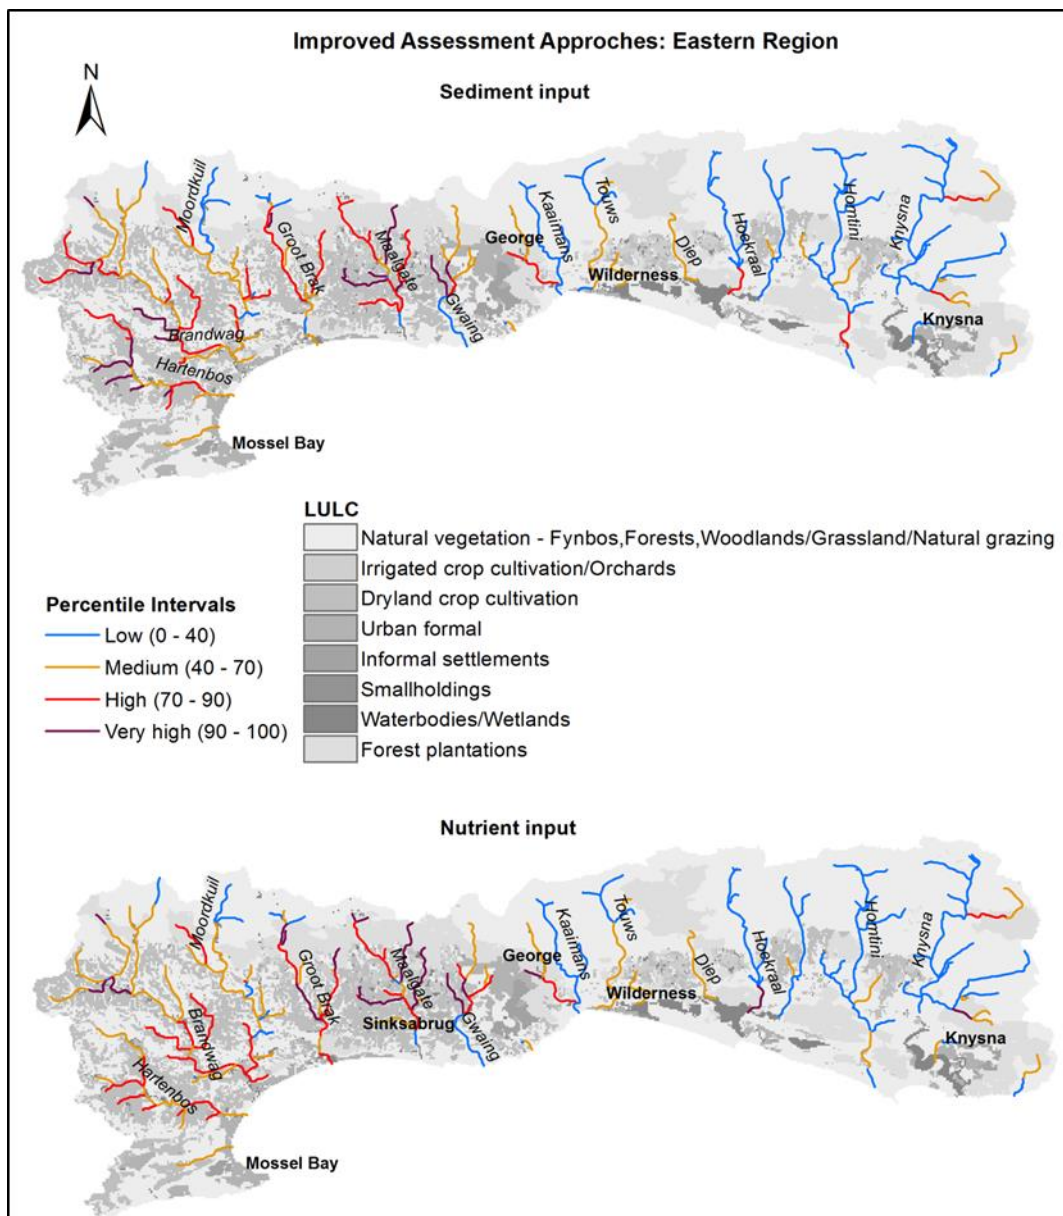 Improved Assessment Approches: Eastern Region
N
Sediment input
Moordkuil
Groot Brak
Maalgate
Gwaing
George
Kaaimans
Touws
Wilderness
Diep
Hoekraal
Homtini
Knysna
Knysna
Brandwag
Hartenbos
Mossel Bay
LULC
Natural vegetation - Fynbos,Forests,Woodlands/Grassland/Natural grazing
Irrigated crop cultivation/Orchards
Dryland crop cultivation
Urban formal
Informal settlements
Smallholdings
Waterbodies/Wetlands
Forest plantations
Percentile Intervals
Low (0 - 40)
Medium (40 - 70)
High (70 - 90)
Very high (90 - 100)
Nutrient input
Moordkuil
Groot Brak
Maalgate
Gwaing
George
Kaaimans
Touws
Wilderness
Diep
Hoekraal
Homtini
Knysna
Knysna
Sinksabrug
Brandwag
Hartenbos
Mossel Bay